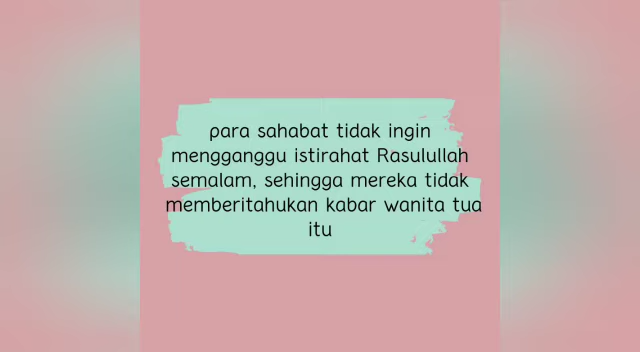 para sahabat tidak ingin
mengganggu istirahat Rasulullah
semalam, sehingga mereka tidak
memberitahukan kabar wanita tua
itu